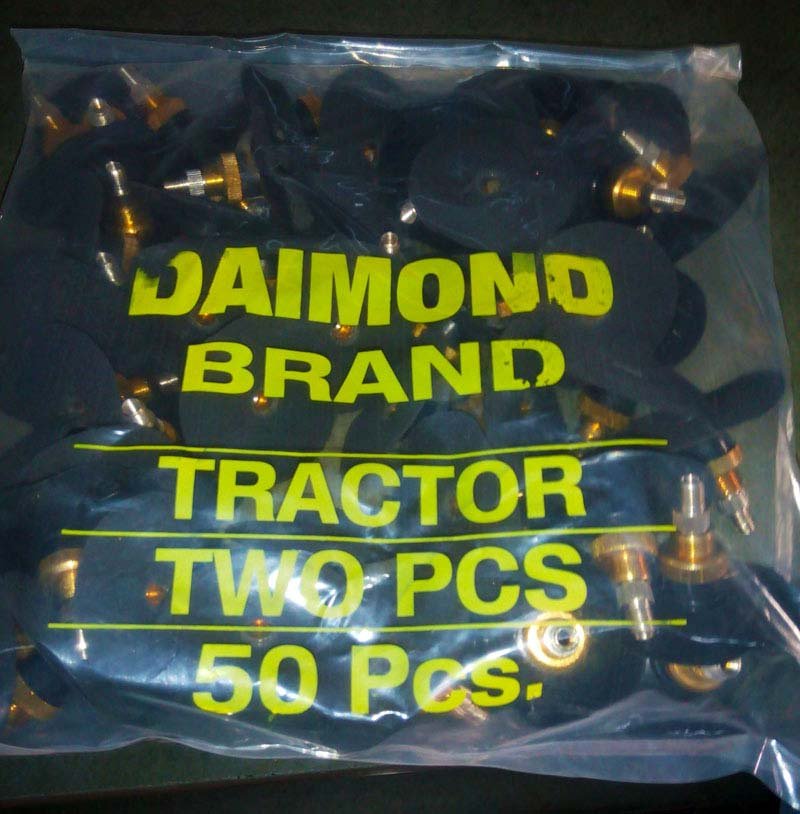 DAIMOND
BRAND
TRACTOR
TWO PCS
50 Pcs.